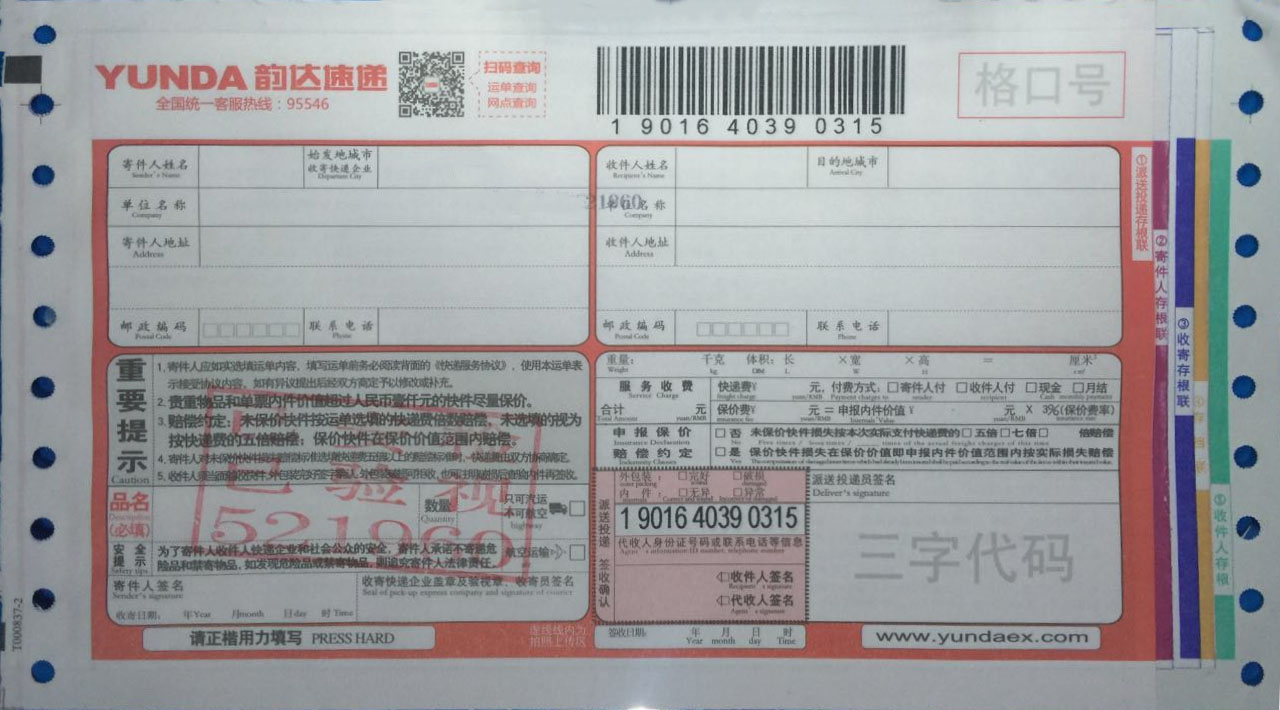 YUNDA 韵达速递
全国统一客服热线：95546
扫码查询
运单查询
网点查询
1 9016 4039 0315
格口号
寄件人姓名
Sender's Name
始发地城市
收寄快递企业
Departure City
收件人姓名
Recipient's Name
目的地城市
Arrival City
单位名称
Company
21960
单位名称
Company
寄件人地址
Address
收件人地址
Address
邮政编码
Postal Code
联系电话
Phone
邮政编码
Postal Code
联系电话
Phone
①派送投递存根联
②寄件人存根联
③收寄存根联
⑤收件人存根
重要提示
Caution
1. 寄件人应如实选填运单内容，填写运单前务必阅读背面的《快递服务协议》，使用本运单表
示接受协议内容，如有异议提出后经双方商定予以修改或补充。
2. 贵重物品和单票内件价值超过人民币壹仟元的快件尽量保价。
3. 赔偿约定：未保价快件按运单选填的快递费倍数赔偿，未选填的视为
按快递费的五倍赔偿；保价快件在保价价值范围内赔偿。
重量：
Weight
千克
kg
体积：长
L
×宽
W
×高
H
=
厘米³
cm³
服务收费
Service Charge
快递费¥
元，付款方式：□寄件人付 □收件人付 □现金 □月结
合计
Total Amount
元
yuan/RMB
保价费¥
元 = 申报内件价值 ¥
元 × 3‰(保价费率)
申报保价
Insurance Declaration
赔偿约定
□否 未保价快件损失按本次实际支付快递费的□五倍□七倍□ 倍赔偿
No
□是 保价快件损失在保价价值即申报内件价值范围内按实际损失赔偿
Yes
已验视
521960
品名
Description
(必填)
数量
Quantity
只可汽运
不可航空
highway
安全提示
Safety tips
为了寄件人收件人快递企业和社会公众的安全，寄件人承诺不寄递危
险品和禁寄物品，如发现危险品或禁寄物品，则追究寄件人法律责任。
航空运输
寄件人签名
Sender's signature
收寄快递企业盖章及验视章、收寄员签名
Seal of pick-up express company and signature of courier
收寄日期：
年Year 月month 日day 时 Time
派送投递
签收确认
外包装：□完好 □破损
内 件：□无异 □异常
1 9016 4039 0315
代收人身份证号码或联系电话等信息
收件人签名
Recipient's signature
代收人签名
Agent's signature
派送投递员签名
Deliver's signature
三字代码
请正楷用力填写 PRESS HARD
连续线内为
拍照上传区
签收日期：
年 月 日 时
Year month day Time
www.yundaex.com
T000837-2